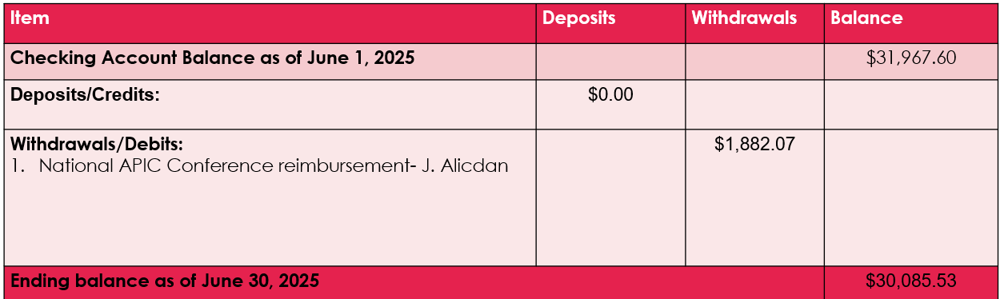 Item Deposits Withdrawals Balance
Checking Account Balance as of June 1, 2025 $31,967.60
Deposits/Credits: $0.00
Withdrawals/Debits: $1,882.07
1. National APIC Conference reimbursement- J. Alicdan
Ending balance as of June 30, 2025 $30,085.53